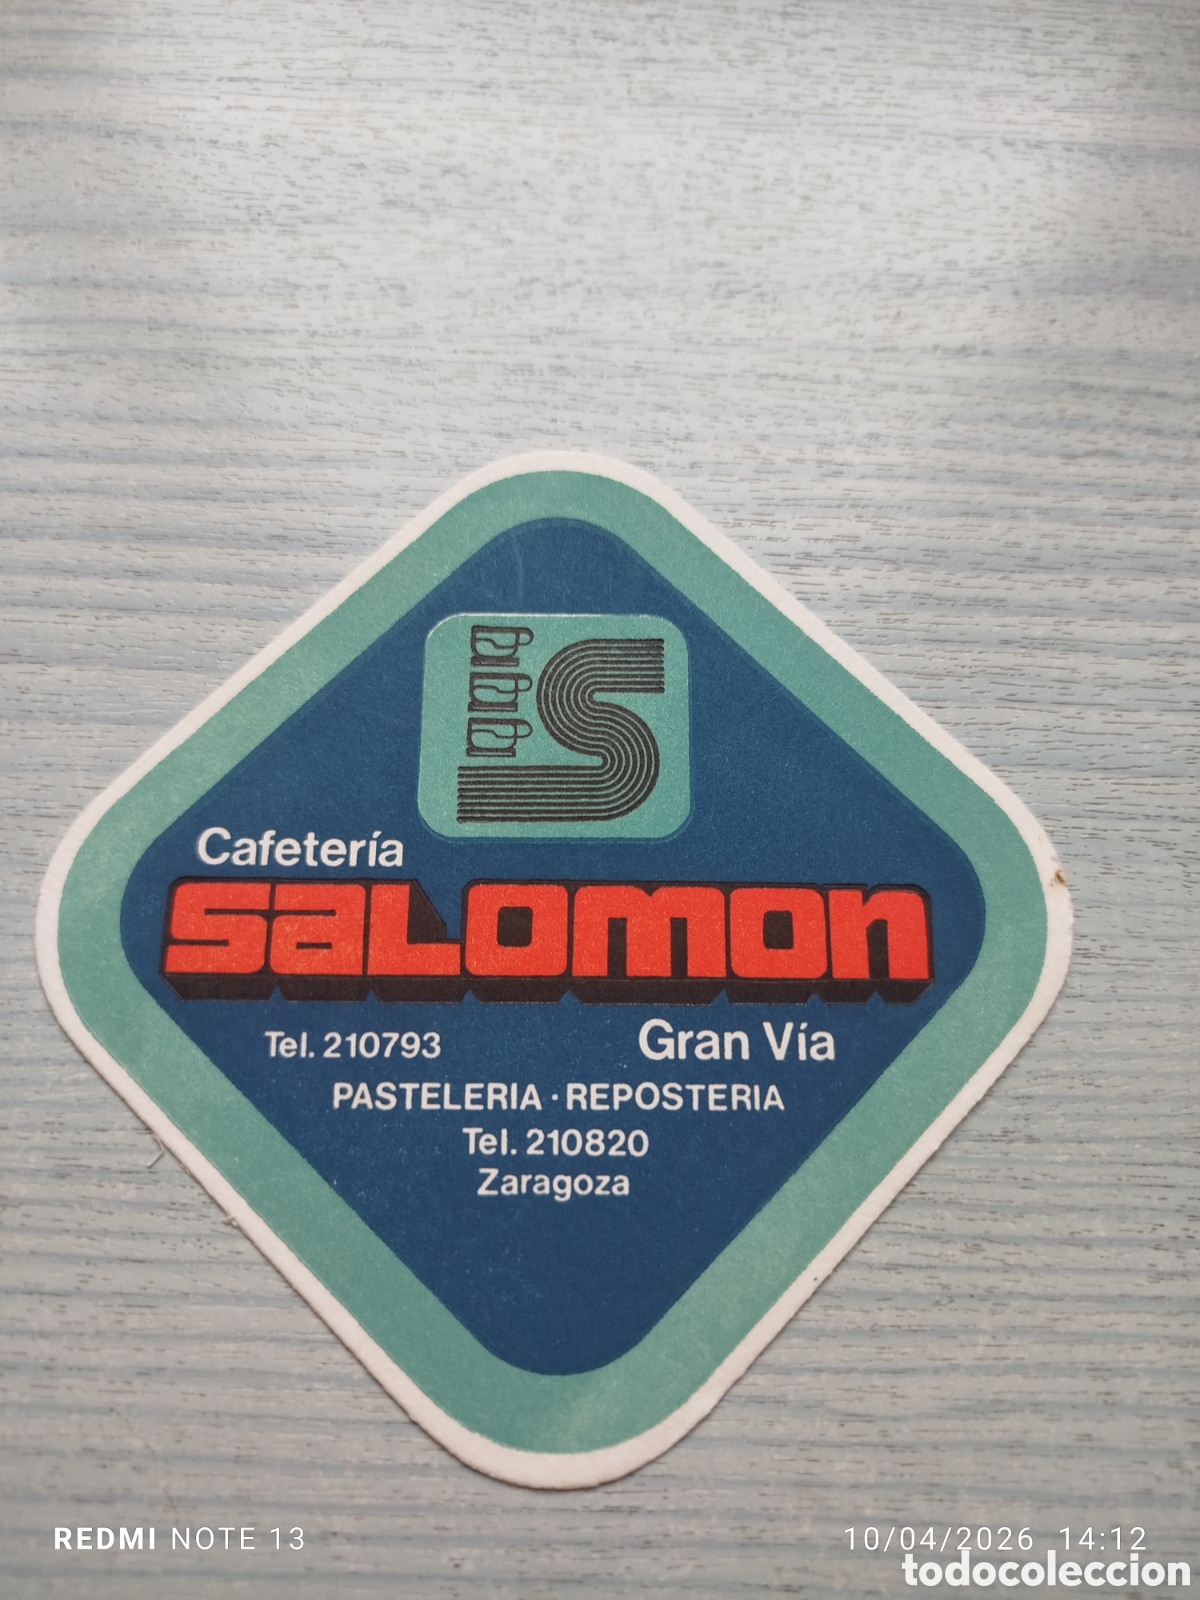 Cafetería
SALOMON
Tel. 210793 Gran Vía
PASTELERIA · REPOSTERIA
Tel. 210820
Zaragoza
REDMI NOTE 13
10/04/2026 14:12
todocoleccion